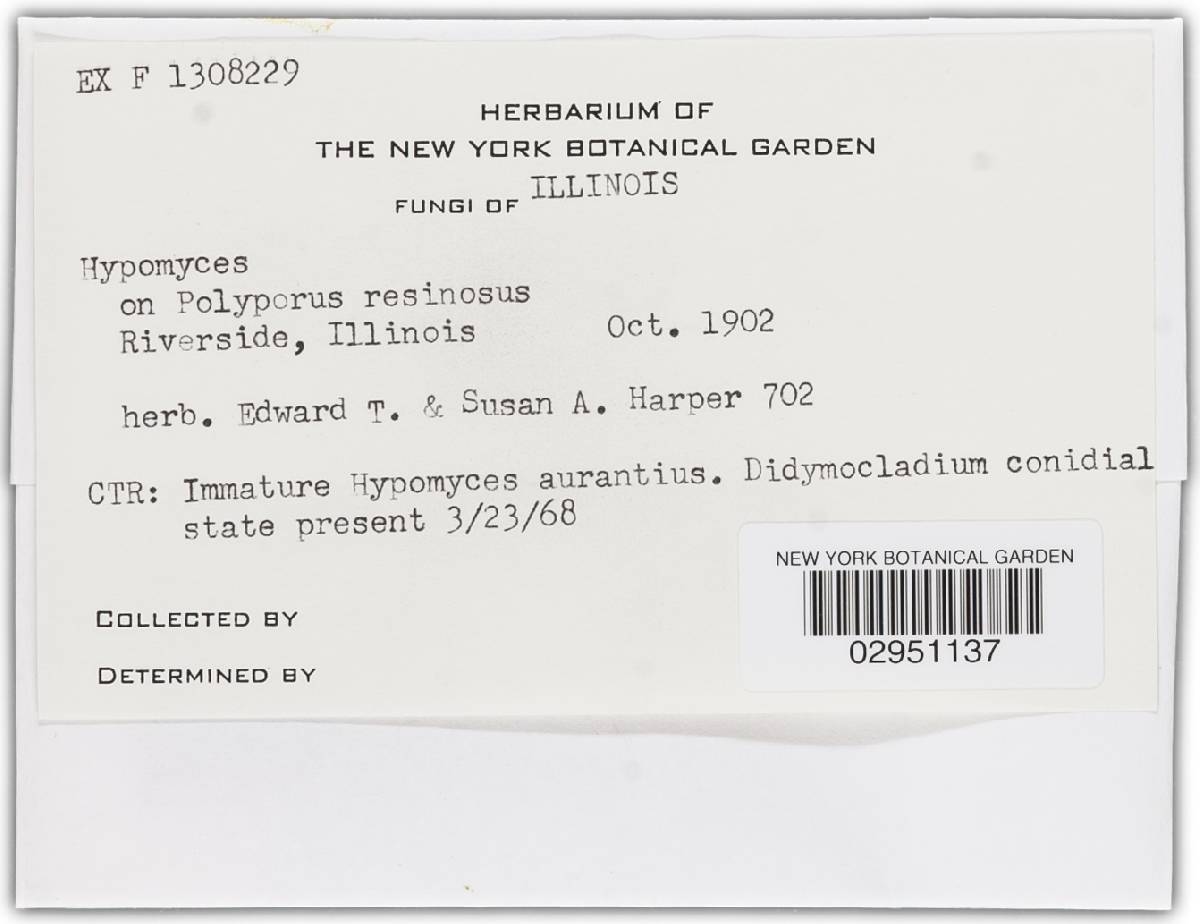 EX F 1308229
HERBARIUM OF
THE NEW YORK BOTANICAL GARDEN
FUNGI OF ILLINOIS
Hypomyces
on Polyporus resinosus
Riverside, Illinois Oct. 1902
herb. Edward T. & Susan A. Harper 702
CTR: Immature Hypomyces aurantius. Didymocladium conidial
state present 3/23/68
NEW YORK BOTANICAL GARDEN
02951137
COLLECTED BY
DETERMINED BY